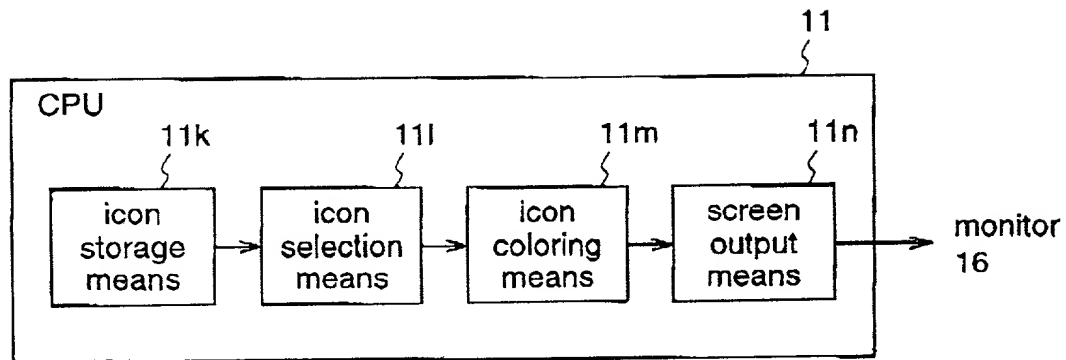 11
CPU
11k
11l
11m
11n
icon
storage
means
icon
selection
means
icon
coloring
means
screen
output
means
monitor
16